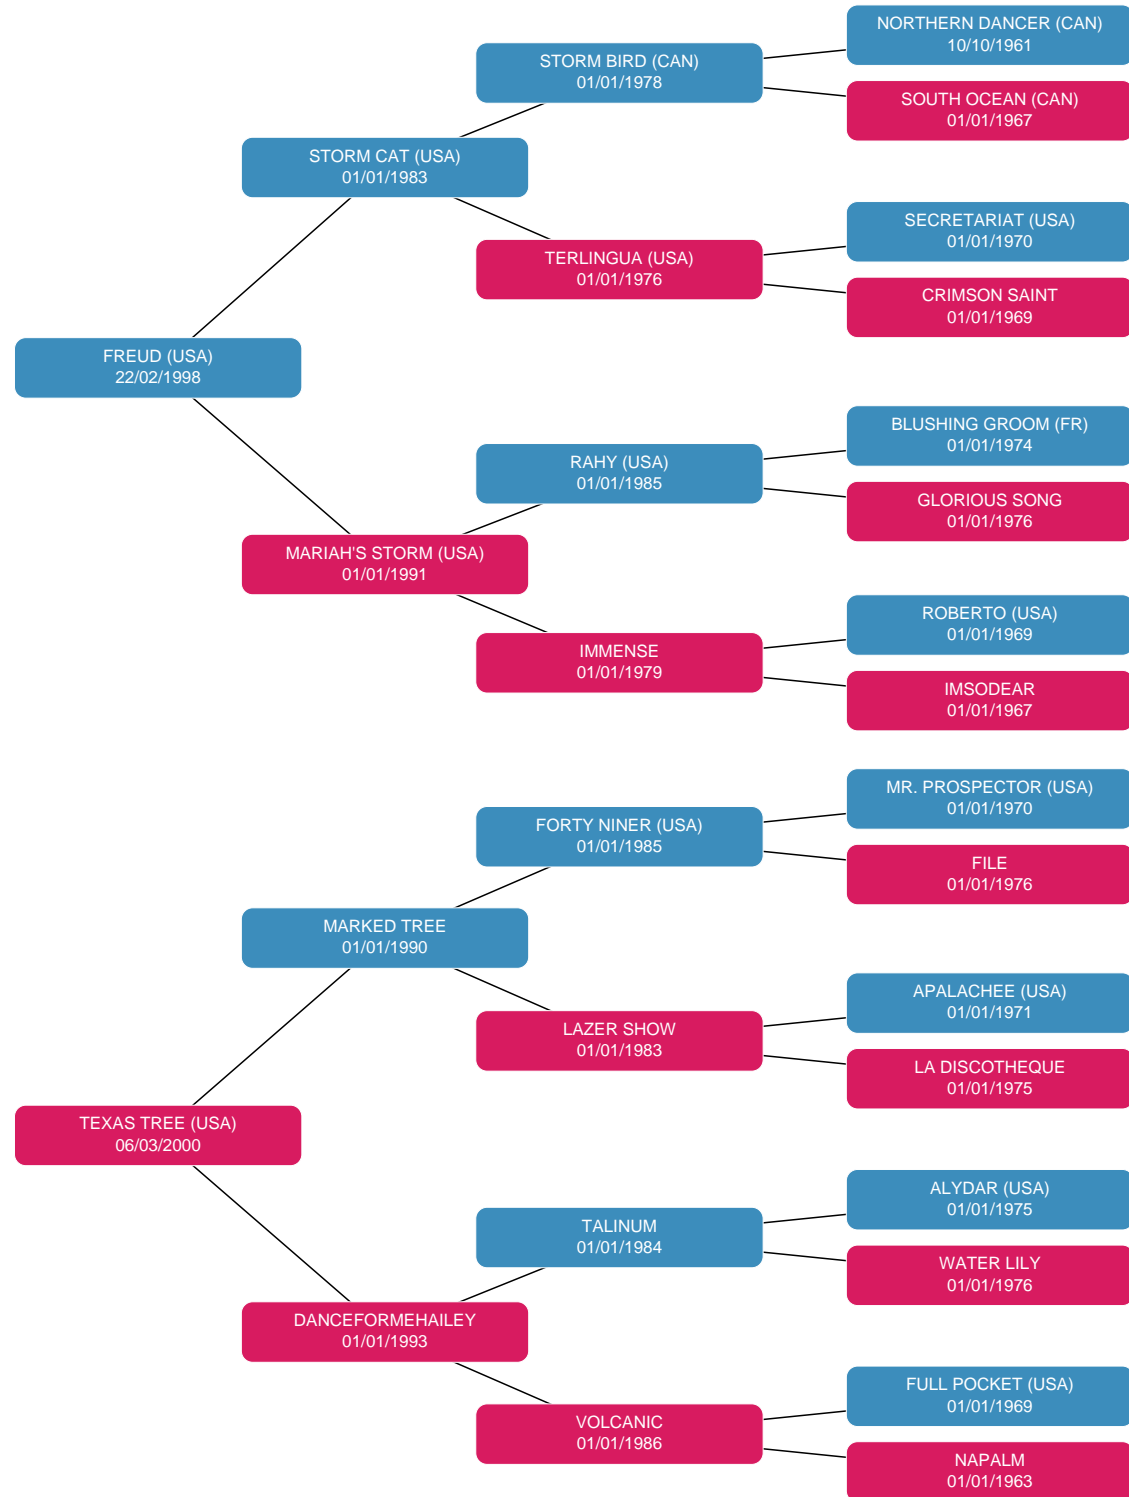 NORTHERN DANCER (CAN)
10/10/1961
STORM BIRD (CAN)
01/01/1978
SOUTH OCEAN (CAN)
01/01/1967
STORM CAT (USA)
01/01/1983
SECRETARIAT (USA)
01/01/1970
TERLINGUA (USA)
01/01/1976
CRIMSON SAINT
01/01/1969
FREUD (USA)
22/02/1998
BLUSHING GROOM (FR)
01/01/1974
RAHY (USA)
01/01/1985
GLORIOUS SONG
01/01/1976
MARIAH'S STORM (USA)
01/01/1991
ROBERTO (USA)
01/01/1969
IMMENSE
01/01/1979
IMSODEAR
01/01/1967
MR. PROSPECTOR (USA)
01/01/1970
FORTY NINER (USA)
01/01/1985
FILE
01/01/1976
MARKED TREE
01/01/1990
APALACHEE (USA)
01/01/1971
LAZER SHOW
01/01/1983
LA DISCOTHEQUE
01/01/1975
TEXAS TREE (USA)
06/03/2000
ALYDAR (USA)
01/01/1975
TALINUM
01/01/1984
WATER LILY
01/01/1976
DANCEFORMEHAILEY
01/01/1993
FULL POCKET (USA)
01/01/1969
VOLCANIC
01/01/1986
NAPALM
01/01/1963